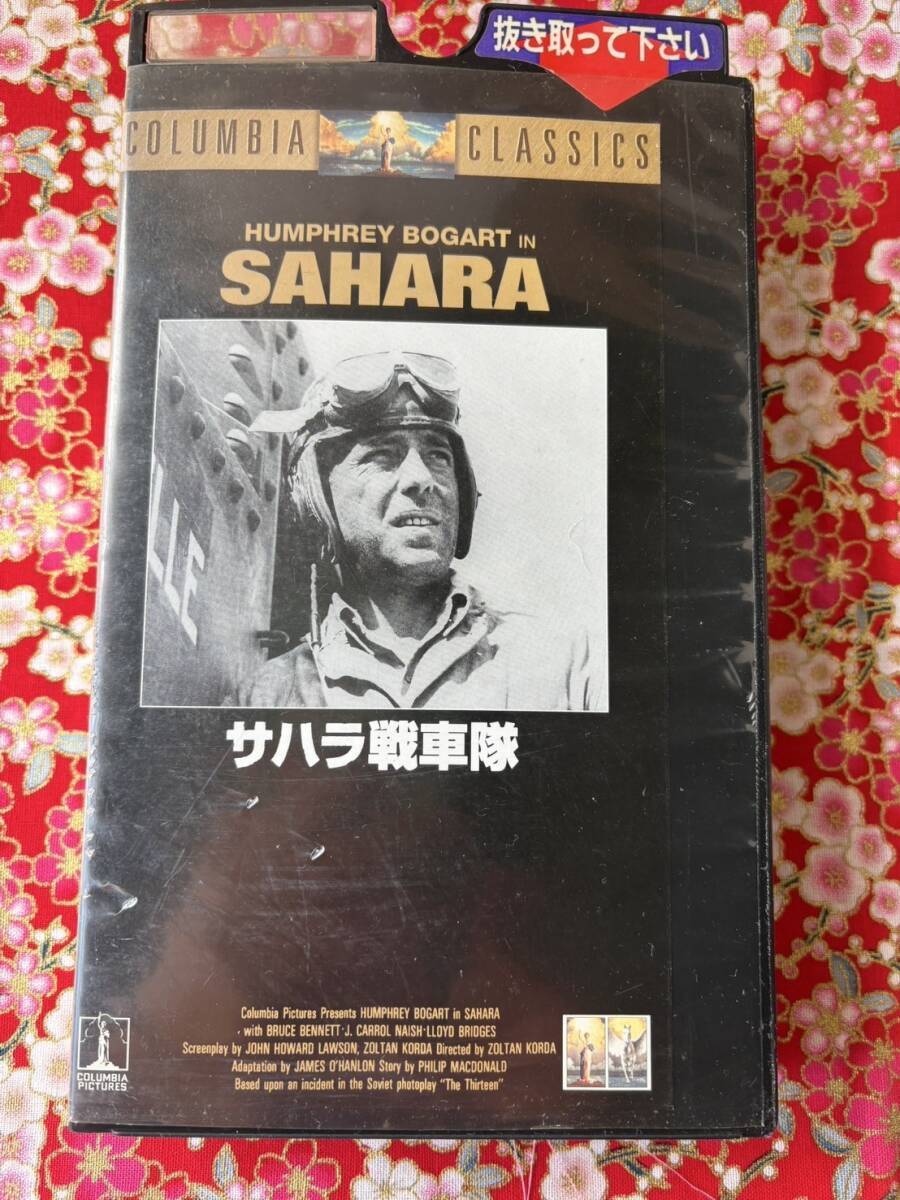 抜き取って下さい
COLUMBIA CLASSICS
HUMPHREY BOGART IN
SAHARA
LLE
サハラ戦車隊
Columbia Pictures Presents HUMPHREY BOGART in SAHARA
with BRUCE BENNETT·J. CARROL NAISH·LLOYD BRIDGES
Screenplay by JOHN HOWARD LAWSON, ZOLTAN KORDA Directed by ZOLTAN KORDA
Adaptation by JAMES O'HANLON Story by PHILIP MACDONALD
Based upon an incident in the Soviet photoplay "The Thirteen"
COLUMBIA
PICTURES